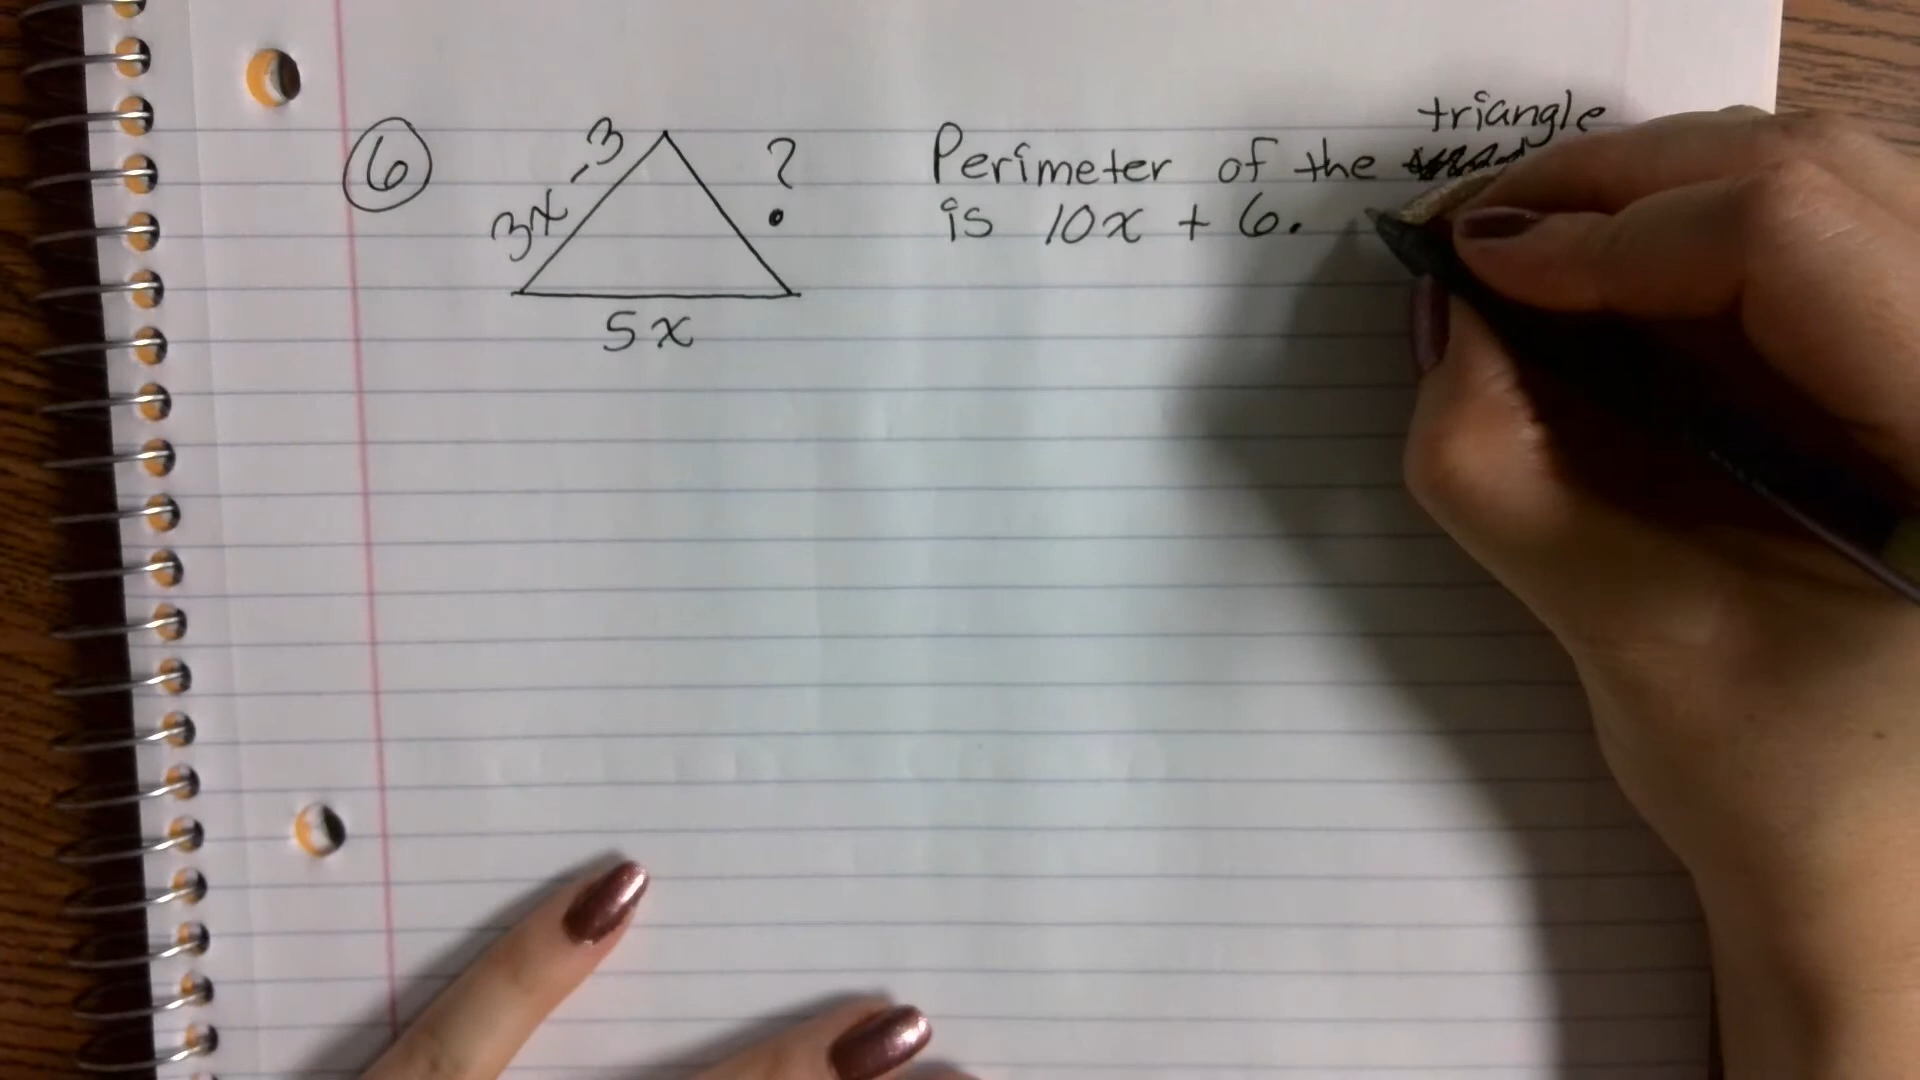 6
3x - 3
?
5x
Perimeter of the triangle
is 10x + 6.